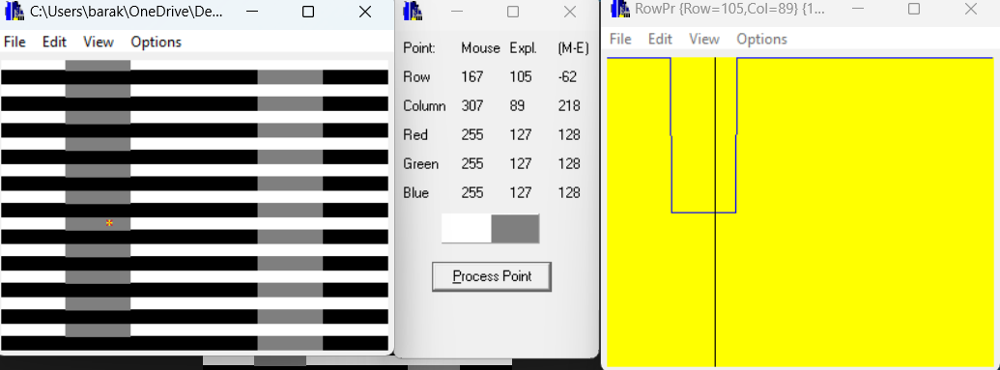 C:\Users\barak\OneDrive\De...
File Edit View Options
Point: Mouse Expl. (M-E)
Row 167 105 -62
Column 307 89 218
Red 255 127 128
Green 255 127 128
Blue 255 127 128
Process Point
RowPr {Row=105,Col=89} {1...
File Edit View Options